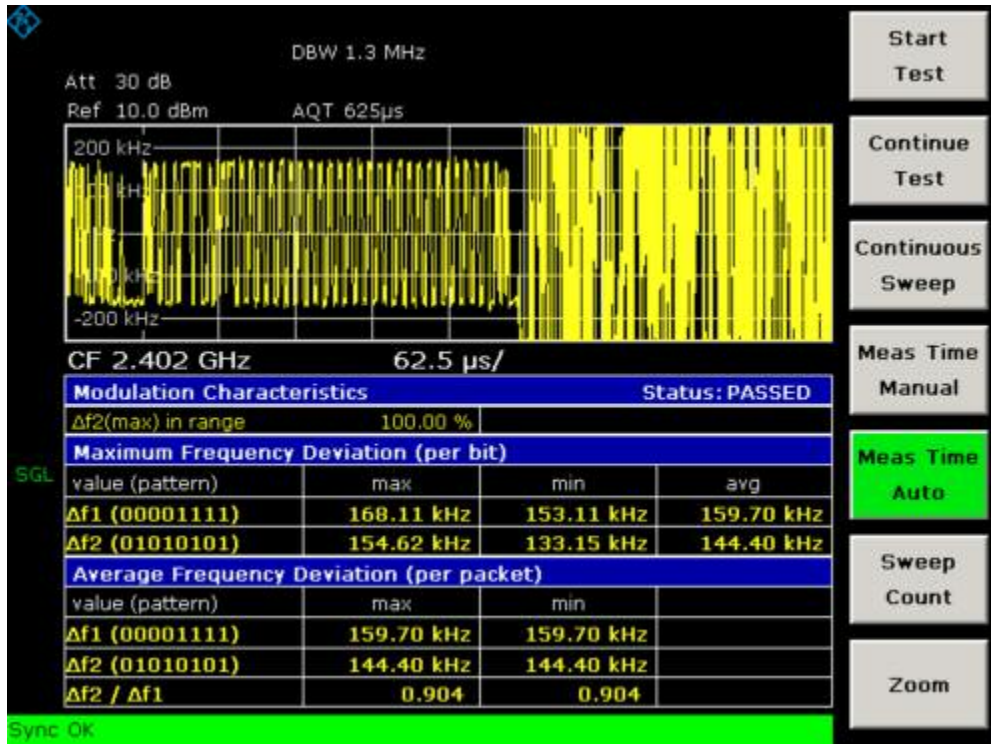 DBW 1.3 MHz
Att 30 dB
Ref 10.0 dBm AQT 625µs
200 kHz
-200 kHz
CF 2.402 GHz 62.5 µs/
Modulation Characteristics Status: PASSED
Δf2(max) in range 100.00 %
Maximum Frequency Deviation (per bit)
SGL
value (pattern) max min avg
Δf1 (00001111) 168.11 kHz 153.11 kHz 159.70 kHz
Δf2 (01010101) 154.62 kHz 133.15 kHz 144.40 kHz
Average Frequency Deviation (per packet)
value (pattern) max min
Δf1 (00001111) 159.70 kHz 159.70 kHz
Δf2 (01010101) 144.40 kHz 144.40 kHz
Δf2 / Δf1 0.904 0.904
Sync OK
Start
Test
Continue
Test
Continuous
Sweep
Meas Time
Manual
Meas Time
Auto
Sweep
Count
Zoom